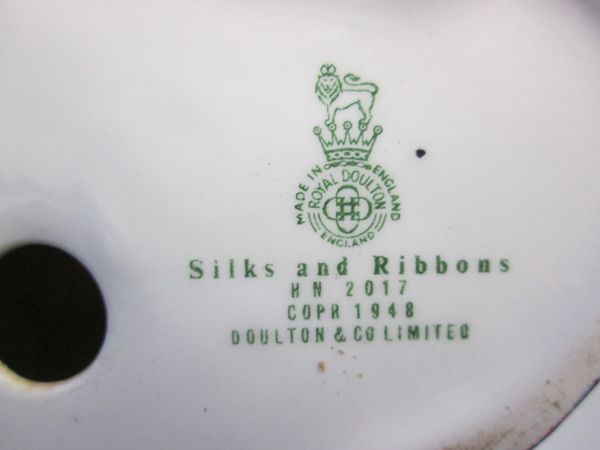 MADE IN ENGLAND
ROYAL DOULTON
ENGLAND
Silks and Ribbons
HN 2017
COPR 1948
DOULTON & CO LIMITED